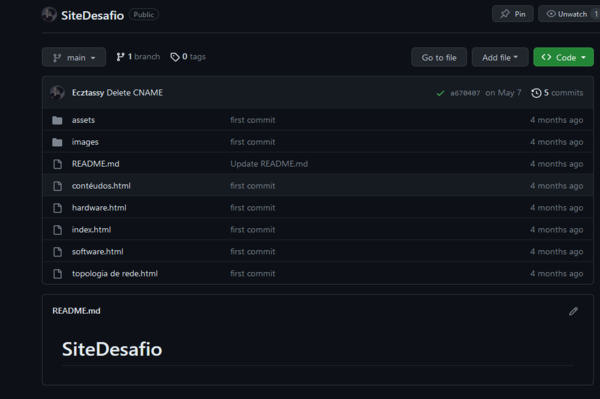 SiteDesafio Public Pin Unwatch 1
main 1 branch 0 tags Go to file Add file Code
Ecztassy Delete CNAME a670407 on May 7 5 commits
assets first commit 4 months ago
images first commit 4 months ago
README.md Update README.md 4 months ago
contéudos.html first commit 4 months ago
hardware.html first commit 4 months ago
index.html first commit 4 months ago
software.html first commit 4 months ago
topologia de rede.html first commit 4 months ago
README.md
SiteDesafio